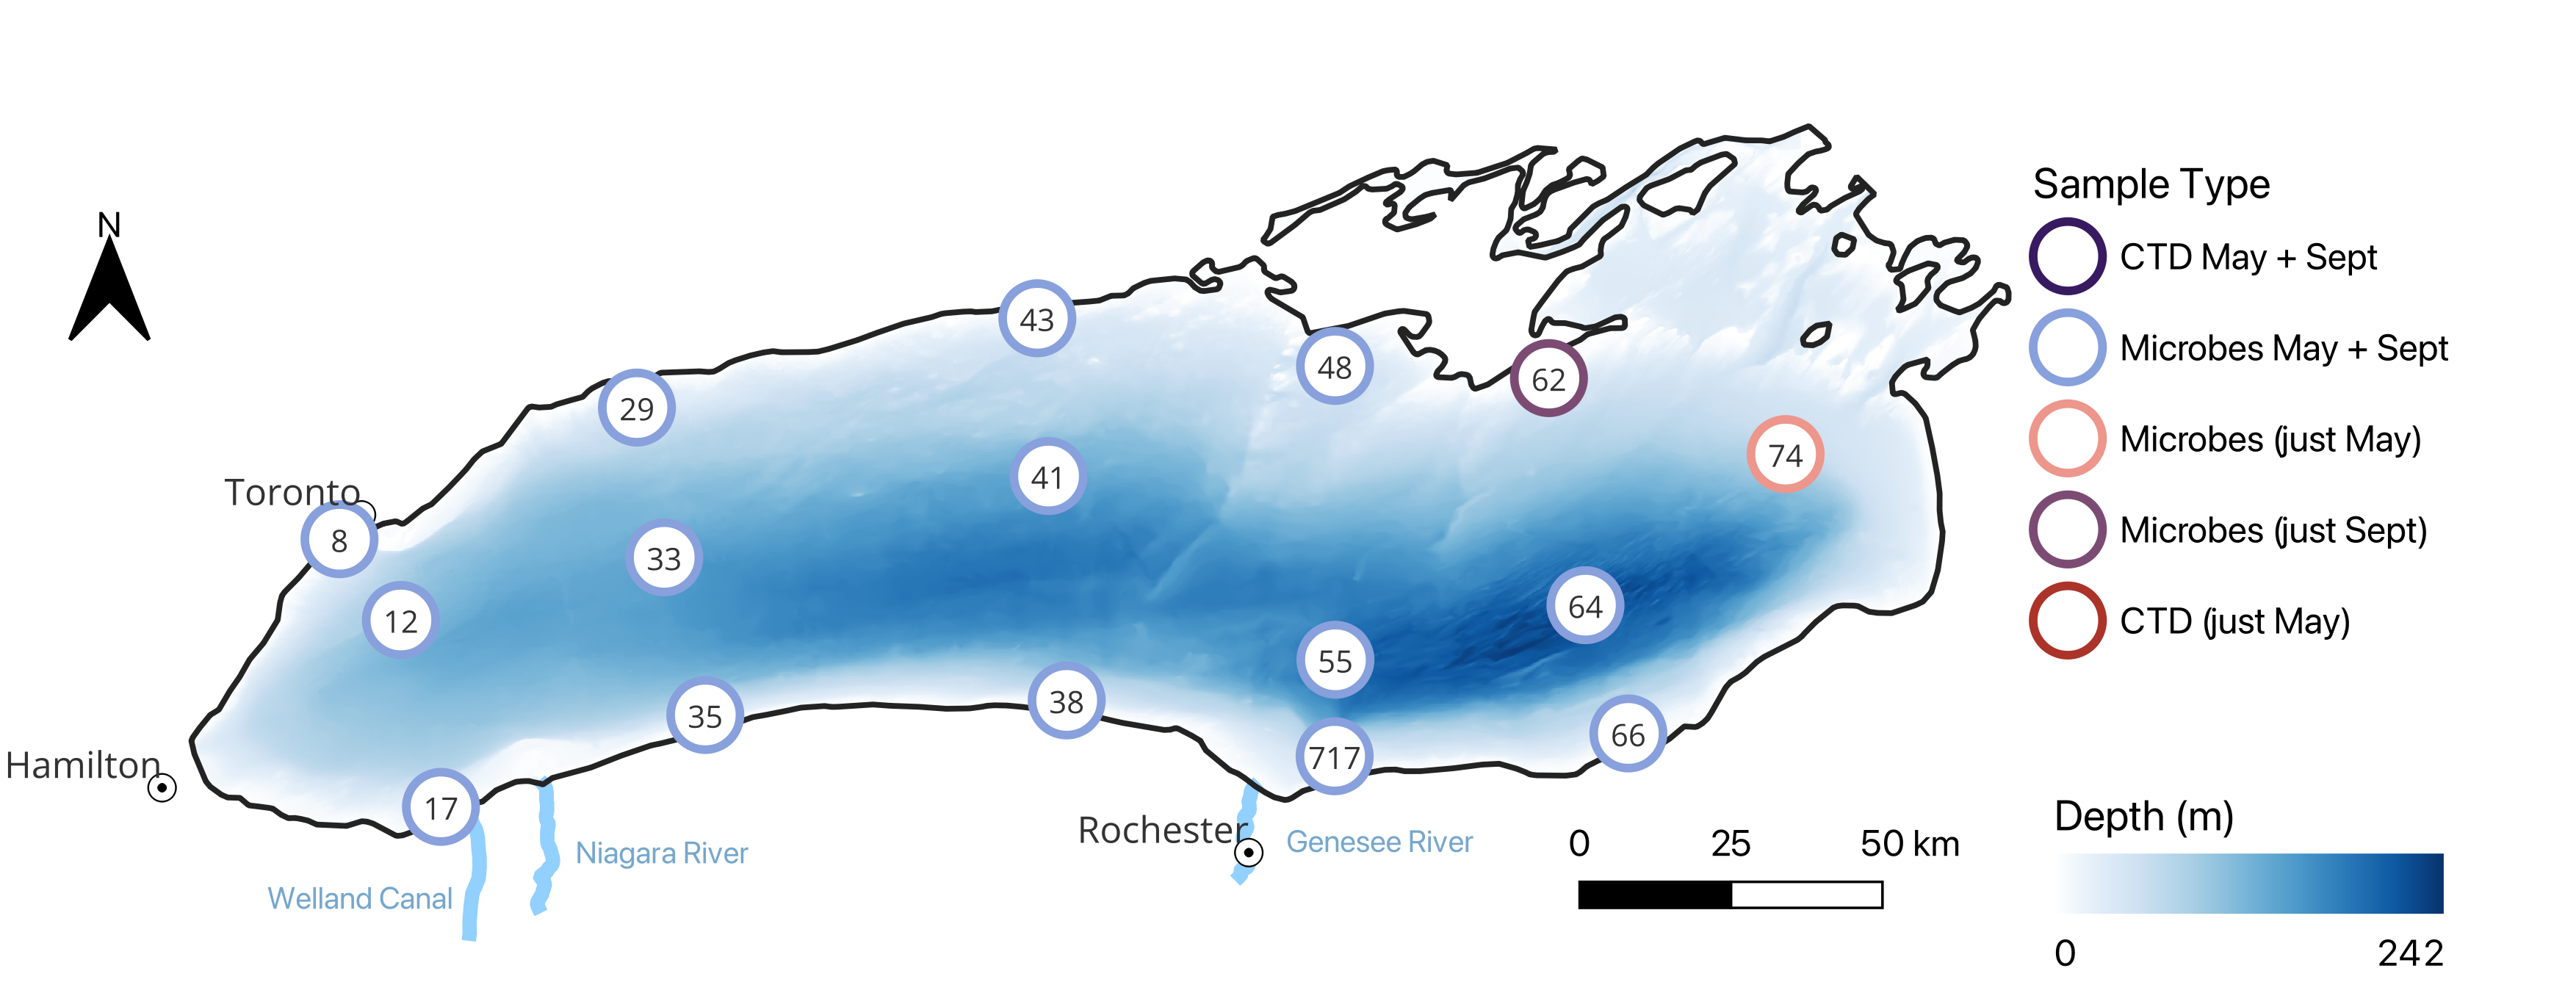 N
Sample Type
CTD May + Sept
Microbes May + Sept
Microbes (just May)
Microbes (just Sept)
CTD (just May)
43
48
62
29
74
41
Toronto
8
33
12
64
55
38
35
66
717
Hamilton
17
Rochester
Genesee River
Niagara River
Welland Canal
0 25 50 km
Depth (m)
0 242